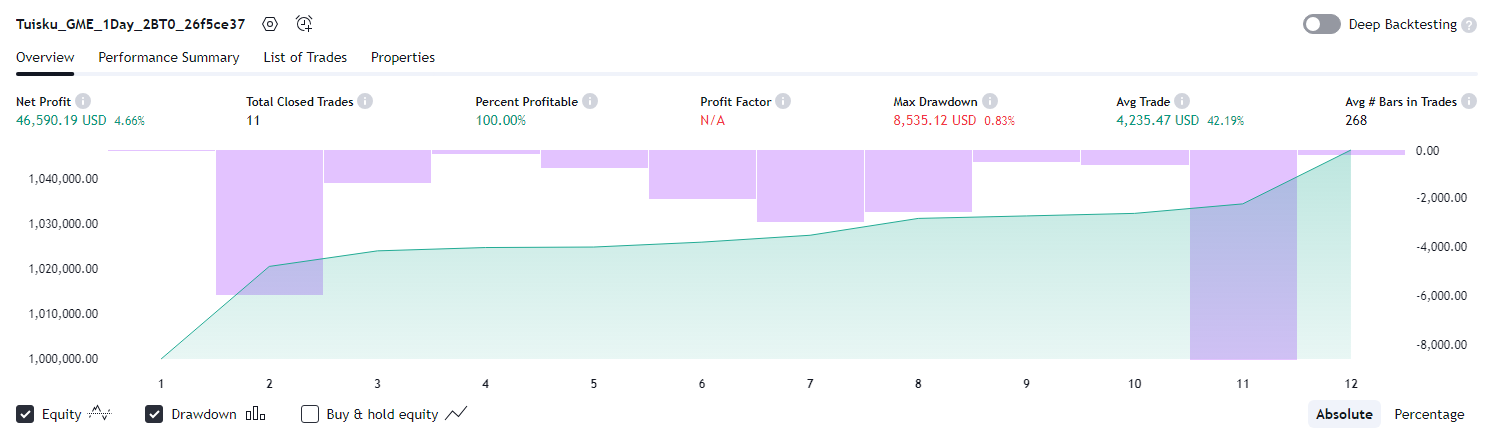 Tuisku_GME_1Day_2BT0_26f5ce37
Deep Backtesting
Overview Performance Summary List of Trades Properties
Net Profit Total Closed Trades Percent Profitable Profit Factor Max Drawdown Avg Trade Avg # Bars in Trades
46,590.19 USD 4.66% 11 100.00% N/A 8,535.12 USD 0.83% 4,235.47 USD 42.19% 268
0.00
1,040,000.00
-2,000.00
1,030,000.00
-4,000.00
1,020,000.00
-6,000.00
1,010,000.00
-8,000.00
1,000,000.00
1 2 3 4 5 6 7 8 9 10 11 12
Equity Drawdown Buy & hold equity Absolute Percentage